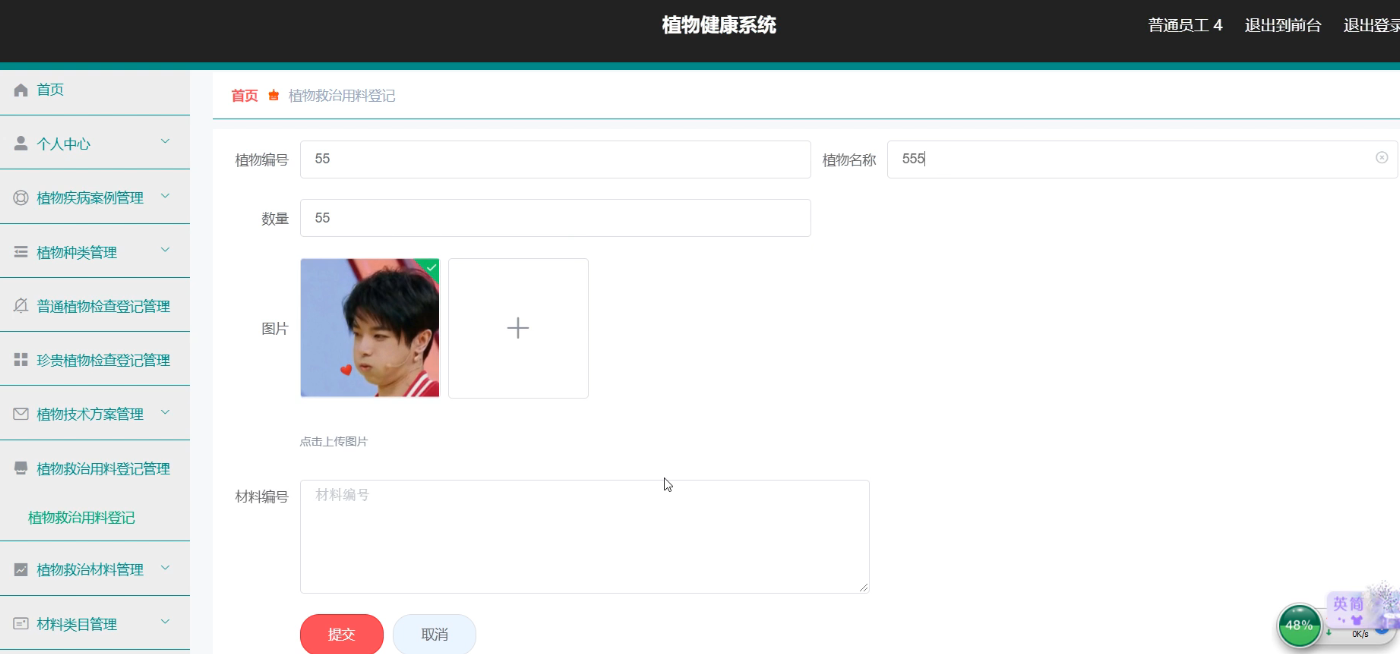 植物健康系统
普通员工 4 退出到前台 退出登录
首页
个人中心
植物疾病案例管理
植物种类管理
普通植物检查登记管理
珍贵植物检查登记管理
植物技术方案管理
植物救治用料登记管理
植物救治用料登记
植物救治材料管理
材料类目管理
首页 植物救治用料登记
植物编号 55 植物名称 555
数量 55
图片
点击上传图片
材料编号 材料编号
提交 取消
英简
48% 0K/s